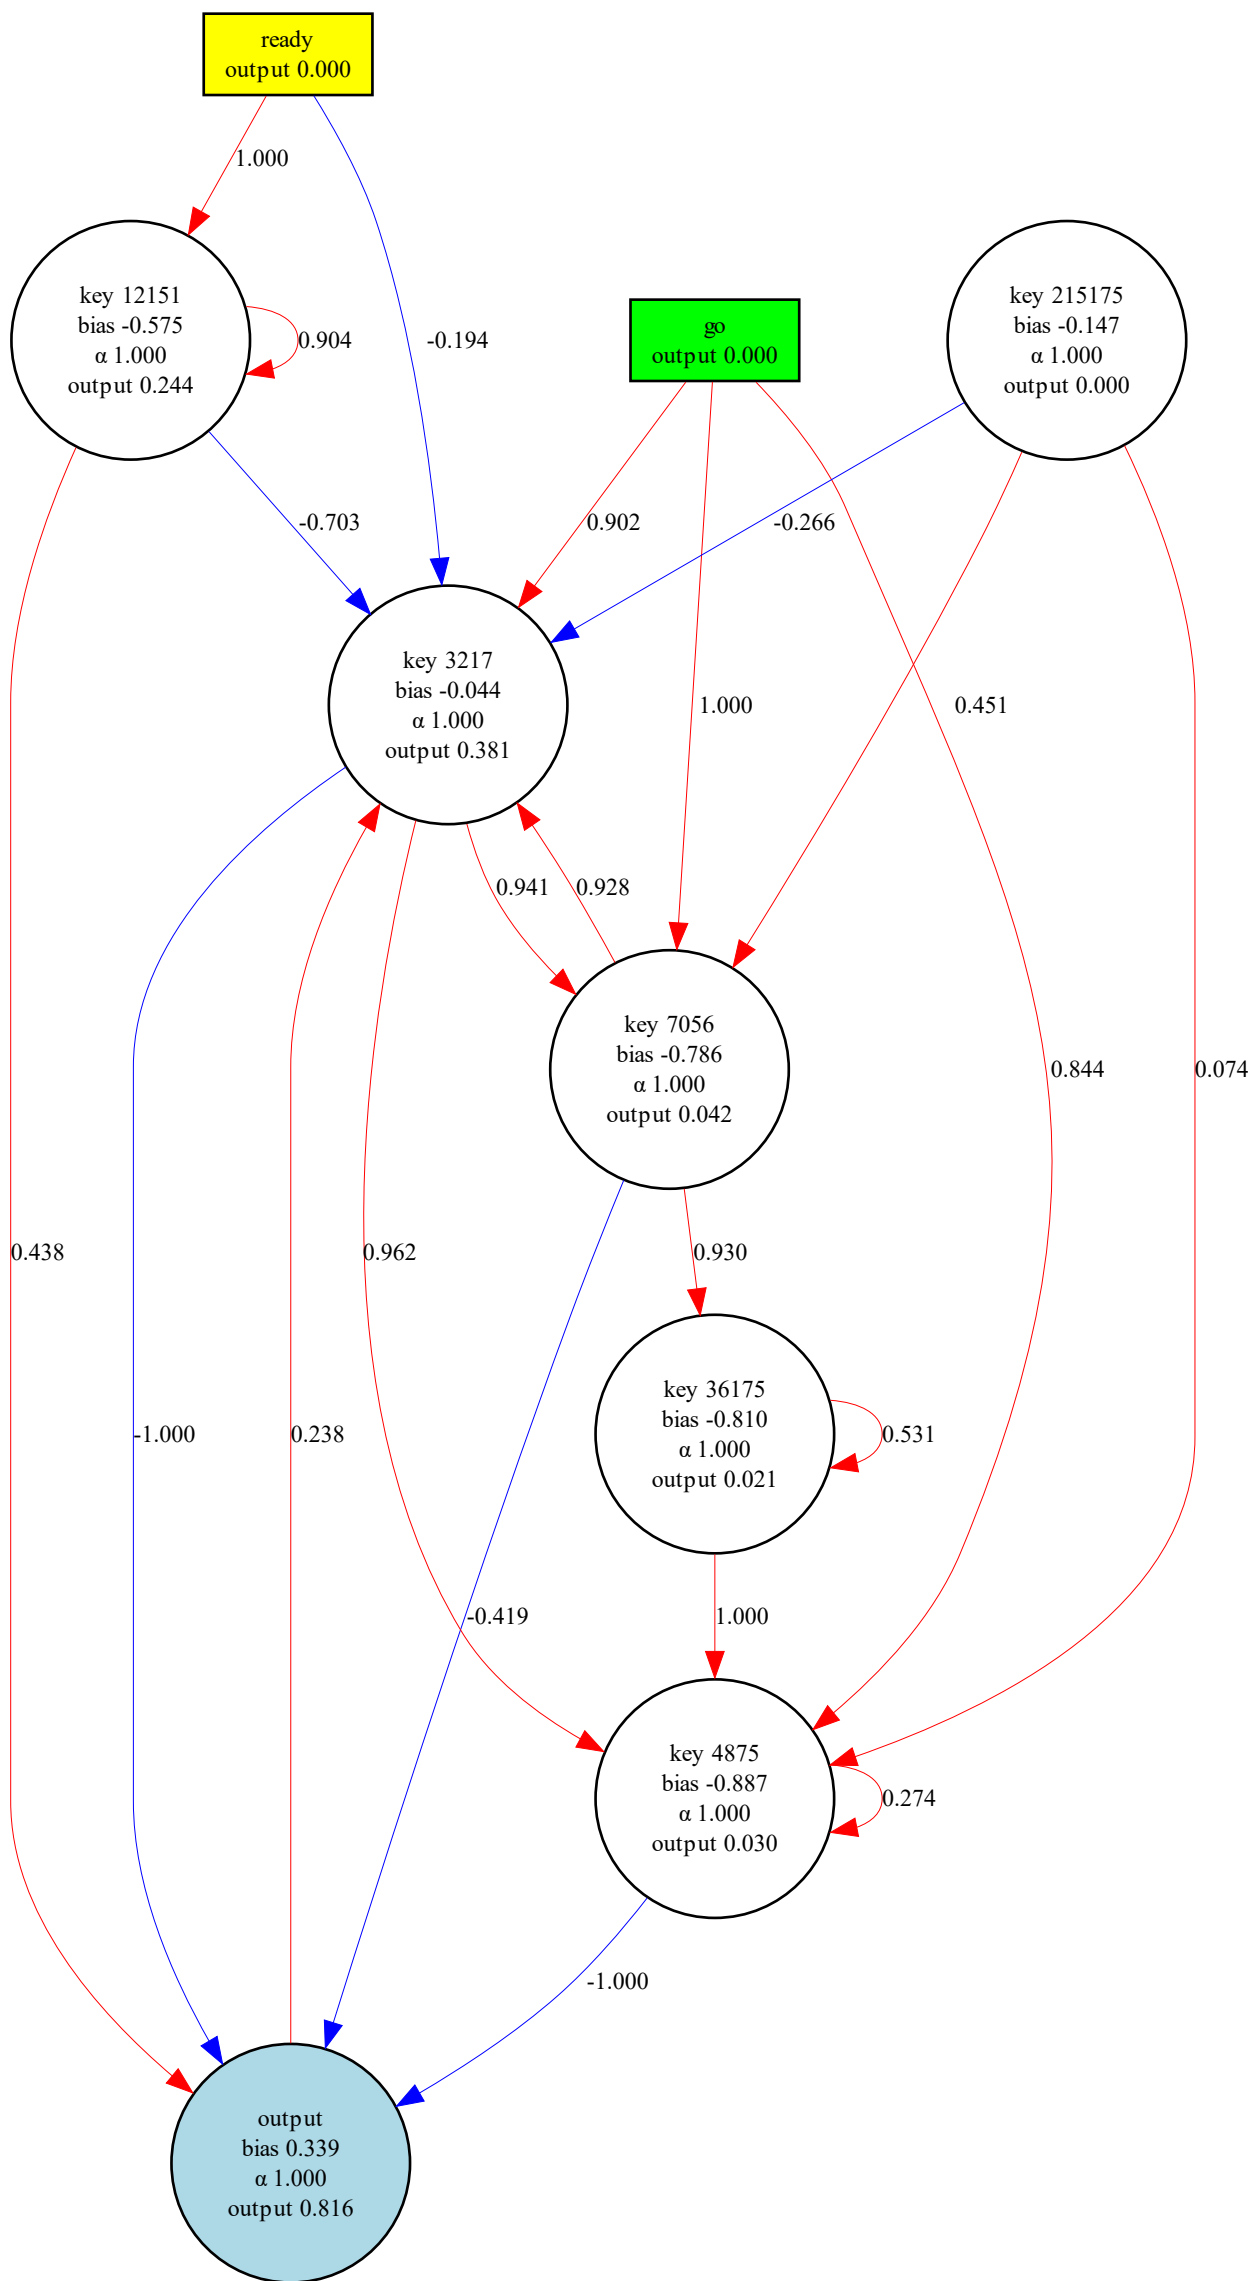 ready
output 0.000
1.000
key 12151
bias -0.575
α 1.000
output 0.244
0.904
-0.194
go
output 0.000
key 215175
bias -0.147
α 1.000
output 0.000
-0.703
0.902
-0.266
key 3217
bias -0.044
α 1.000
output 0.381
1.000
0.451
0.941
0.928
key 7056
bias -0.786
α 1.000
output 0.042
0.844
0.074
0.438
0.962
0.930
key 36175
bias -0.810
α 1.000
output 0.021
0.531
-1.000
0.238
-0.419
1.000
key 4875
bias -0.887
α 1.000
output 0.030
0.274
-1.000
output
bias 0.339
α 1.000
output 0.816